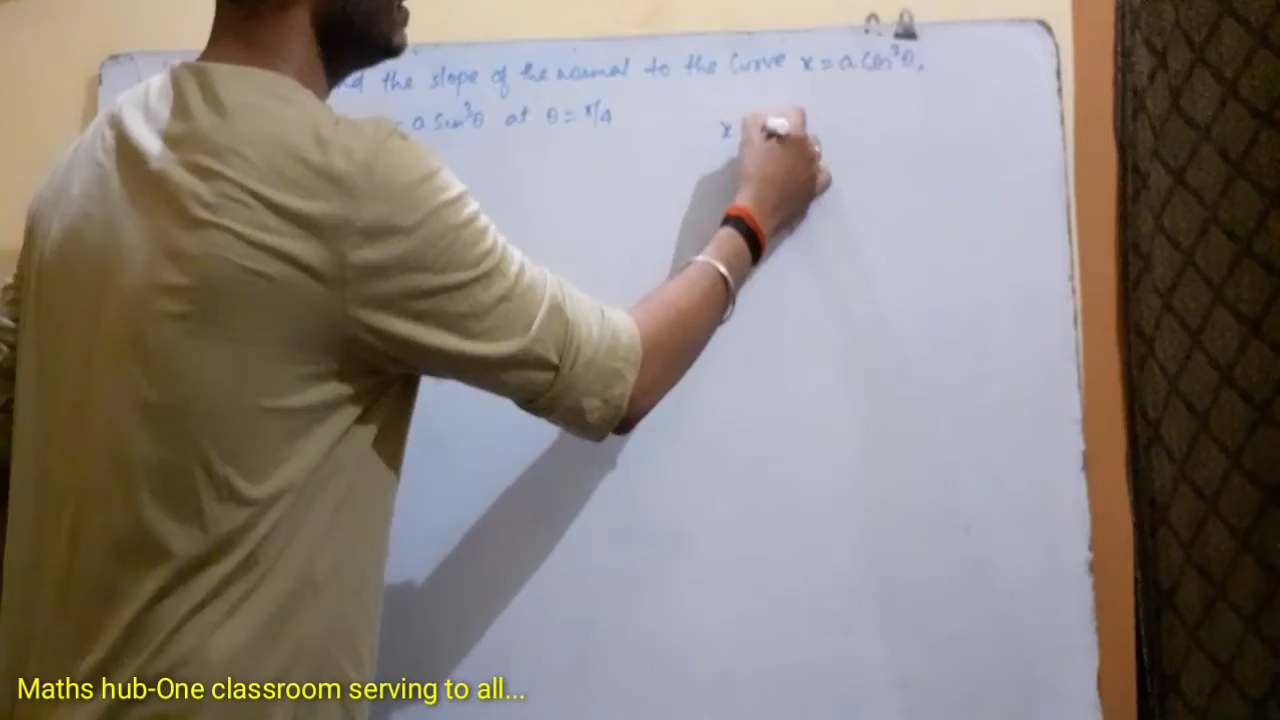 the slope of the normal to the curve x = a cos³θ,
= a sin³θ at θ = π/4
x
Maths hub-One classroom serving to all...